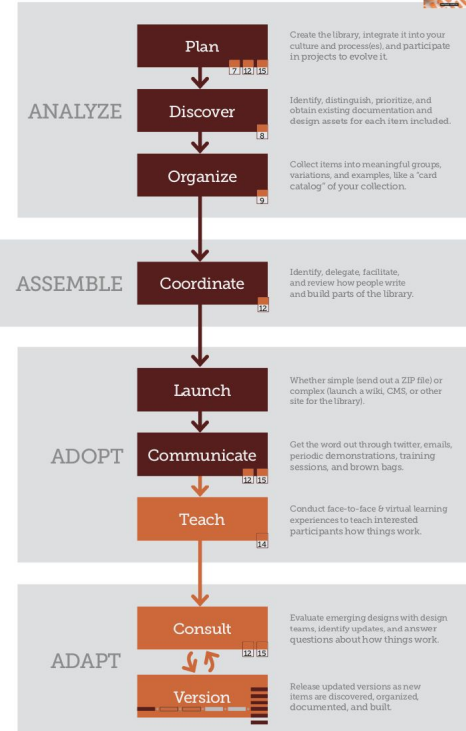 Plan
7 12 15
Create the library, integrate it into your
culture and process(es), and participate
in projects to evolve it.
ANALYZE
Discover
8
Identify, distinguish, prioritize, and
obtain existing documentation and
design assets for each item included.
Organize
9
Collect items into meaningful groups,
variations, and examples, like a "card
catalog" of your collection.
ASSEMBLE
Coordinate
12
Identify, delegate, facilitate,
and review how people write
and build parts of the library.
Launch
Whether simple (send out a ZIP file) or
complex (launch a wiki, CMS, or other
site for the library).
ADOPT
Communicate
12 15
Get the word out through twitter, emails,
periodic demonstrations, training
sessions, and brown bags.
Teach
14
Conduct face-to-face & virtual learning
experiences to teach interested
participants how things work.
Consult
12 15
Evaluate emerging designs with design
teams, identify updates, and answer
questions about how things work.
ADAPT
Version
Release updated versions as new
items are discovered, organized,
documented, and built.